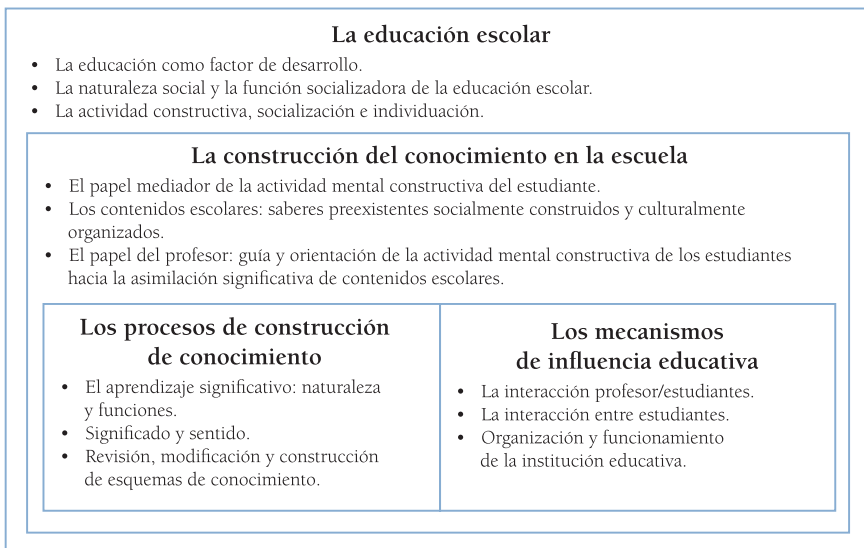 La educación escolar
• La educación como factor de desarrollo.
• La naturaleza social y la función socializadora de la educación escolar.
• La actividad constructiva, socialización e individuación.
La construcción del conocimiento en la escuela
• El papel mediador de la actividad mental constructiva del estudiante.
• Los contenidos escolares: saberes preexistentes socialmente construidos y culturalmente
organizados.
• El papel del profesor: guía y orientación de la actividad mental constructiva de los estudiantes
hacia la asimilación significativa de contenidos escolares.
Los procesos de construcción
de conocimiento
• El aprendizaje significativo: naturaleza
y funciones.
• Significado y sentido.
• Revisión, modificación y construcción
de esquemas de conocimiento.
Los mecanismos
de influencia educativa
• La interacción profesor/estudiantes.
• La interacción entre estudiantes.
• Organización y funcionamiento
de la institución educativa.